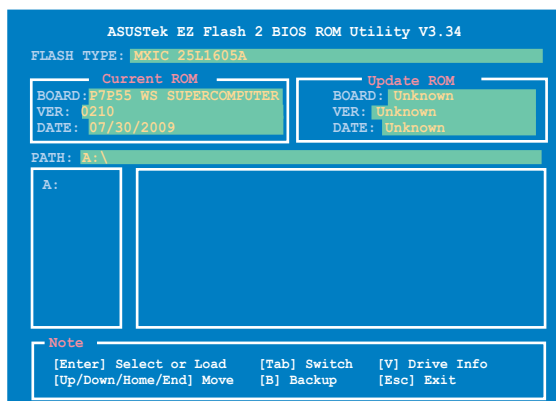 ASUSTek EZ Flash 2 BIOS ROM Utility V3.34
FLASH TYPE: MXIC 25L1605A
Current ROM
BOARD: P7P55 WS SUPERCOMPUTER
VER: 0210
DATE: 07/30/2009
Update ROM
BOARD: Unknown
VER: Unknown
DATE: Unknown
PATH: A:\
A:
Note
[Enter] Select or Load [Tab] Switch [V] Drive Info
[Up/Down/Home/End] Move [B] Backup [Esc] Exit